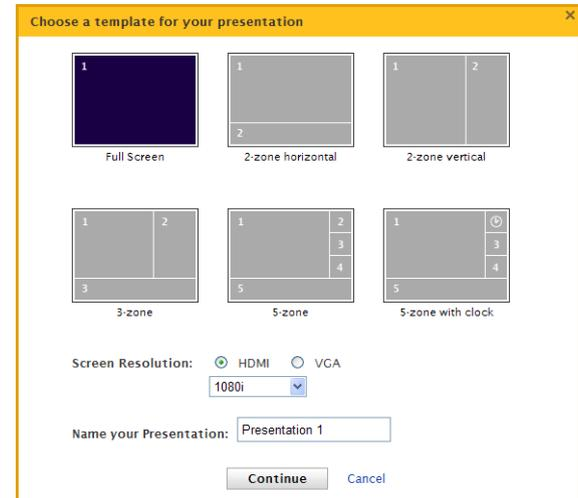 Choose a template for your presentation ×
1
1
2
1 2
Full Screen 2-zone horizontal 2-zone vertical
1 2
3
1 2
3
4
5
1
3
4
5
3-zone 5-zone 5-zone with clock
Screen Resolution: HDMI VGA
1080i
Name your Presentation: Presentation 1
Continue Cancel